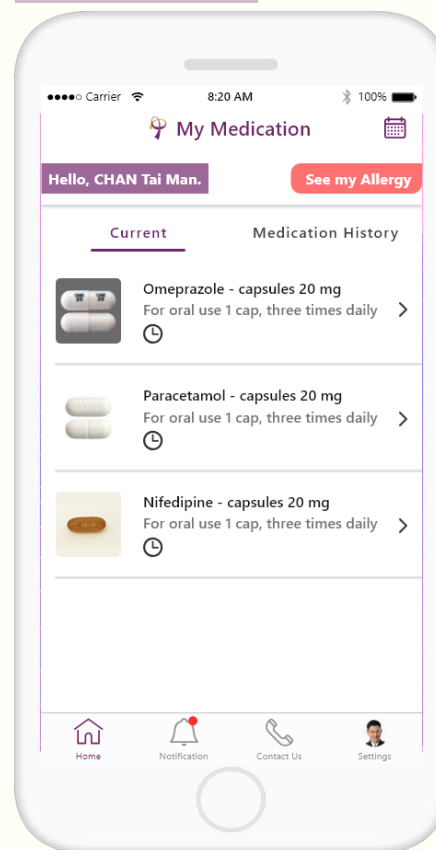 Carrier 8:20 AM 100%
My Medication
Hello, CHAN Tai Man. See my Allergy
Current Medication History
Omeprazole - capsules 20 mg
For oral use 1 cap, three times daily
Paracetamol - capsules 20 mg
For oral use 1 cap, three times daily
Nifedipine - capsules 20 mg
For oral use 1 cap, three times daily
Home Notification Contact Us Settings